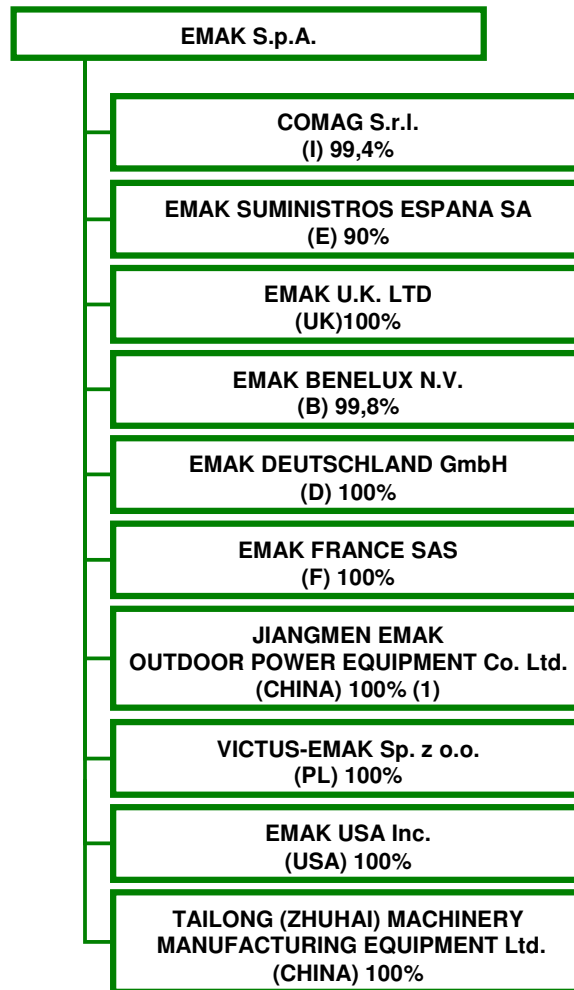 EMAK S.p.A.
COMAG S.r.l.
(I) 99,4%
EMAK SUMINISTROS ESPANA SA
(E) 90%
EMAK U.K. LTD
(UK)100%
EMAK BENELUX N.V.
(B) 99,8%
EMAK DEUTSCHLAND GmbH
(D) 100%
EMAK FRANCE SAS
(F) 100%
JIANGMEN EMAK
OUTDOOR POWER EQUIPMENT Co. Ltd.
(CHINA) 100% (1)
VICTUS-EMAK Sp. z o.o.
(PL) 100%
EMAK USA Inc.
(USA) 100%
TAILONG (ZHUHAI) MACHINERY
MANUFACTURING EQUIPMENT Ltd.
(CHINA) 100%